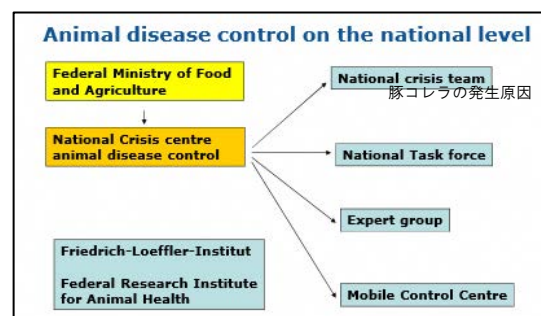 Animal disease control on the national level
Federal Ministry of Food
and Agriculture
National Crisis centre
animal disease control
Friedrich-Loeffler-Institut
Federal Research Institute
for Animal Health
National crisis team
豚コレラの発生原因
National Task force
Expert group
Mobile Control Centre